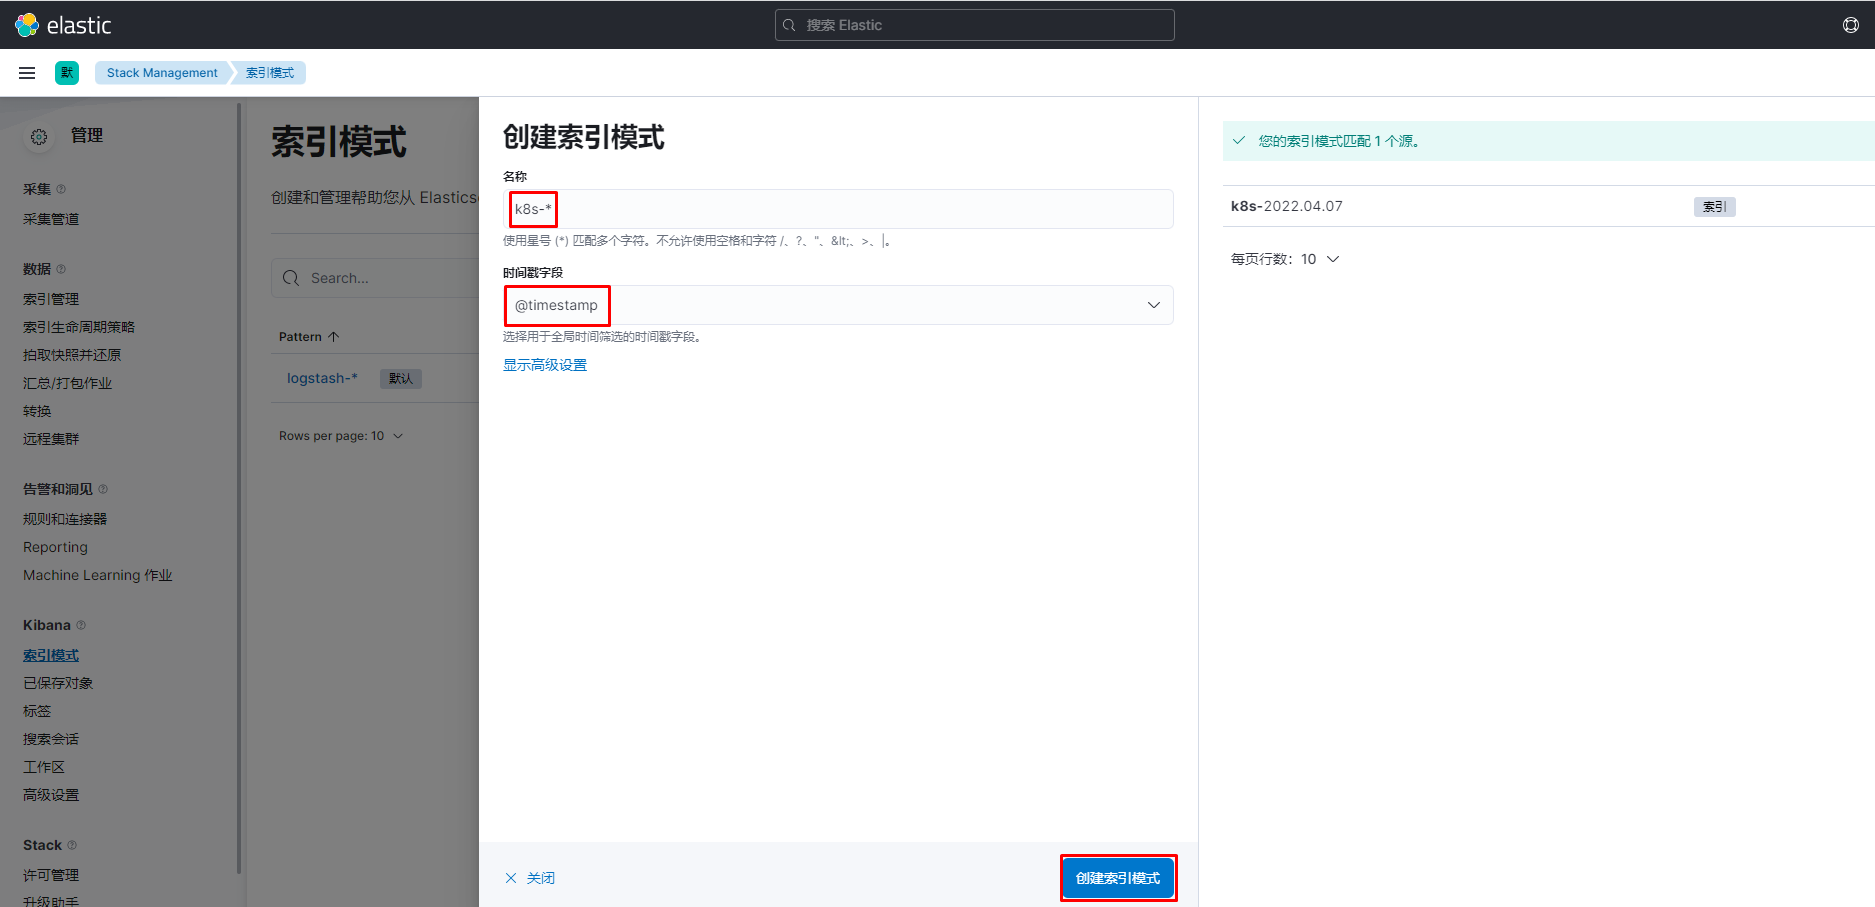 elastic
搜索 Elastic
默
Stack Management
索引模式
管理
采集
采集管道
数据
索引管理
索引生命周期策略
拍取快照并还原
汇总/打包作业
转换
远程集群
告警和洞见
规则和连接器
Reporting
Machine Learning 作业
Kibana
索引模式
已保存对象
标签
搜索会话
工作区
高级设置
Stack
许可管理
升级助手
索引模式
创建和管理帮助您从 Elastics
Search...
Pattern
logstash-* 默认
Rows per page: 10
创建索引模式
名称
k8s-*
使用星号 (*) 匹配多个字符。不允许使用空格和字符 /、?、"、&lt;、>、|。
时间戳字段
@timestamp
选择用于全局时间筛选的时间戳字段。
显示高级设置
关闭
创建索引模式
您的索引模式匹配 1 个源。
k8s-2022.04.07 索引
每页行数: 10